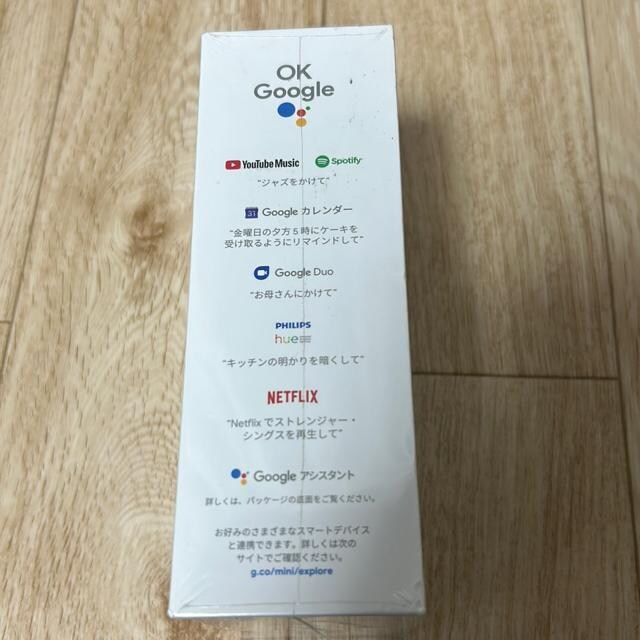 OK
Google
YouTube Music Spotify
"ジャズをかけて"
31 Google カレンダー
"金曜日の夕方 5 時にケーキを
受け取るようにリマインドして"
Google Duo
"お母さんにかけて"
PHILIPS
hue
"キッチンの明かりを暗くして"
NETFLIX
"Netflix でストレンジャー・
シングスを再生して"
Google アシスタント
詳しくは、パッケージの底面をご覧ください。
お好みのさまざまなスマートデバイス
と連携できます。詳しくは次の
サイトでご確認ください。
g.co/mini/explore